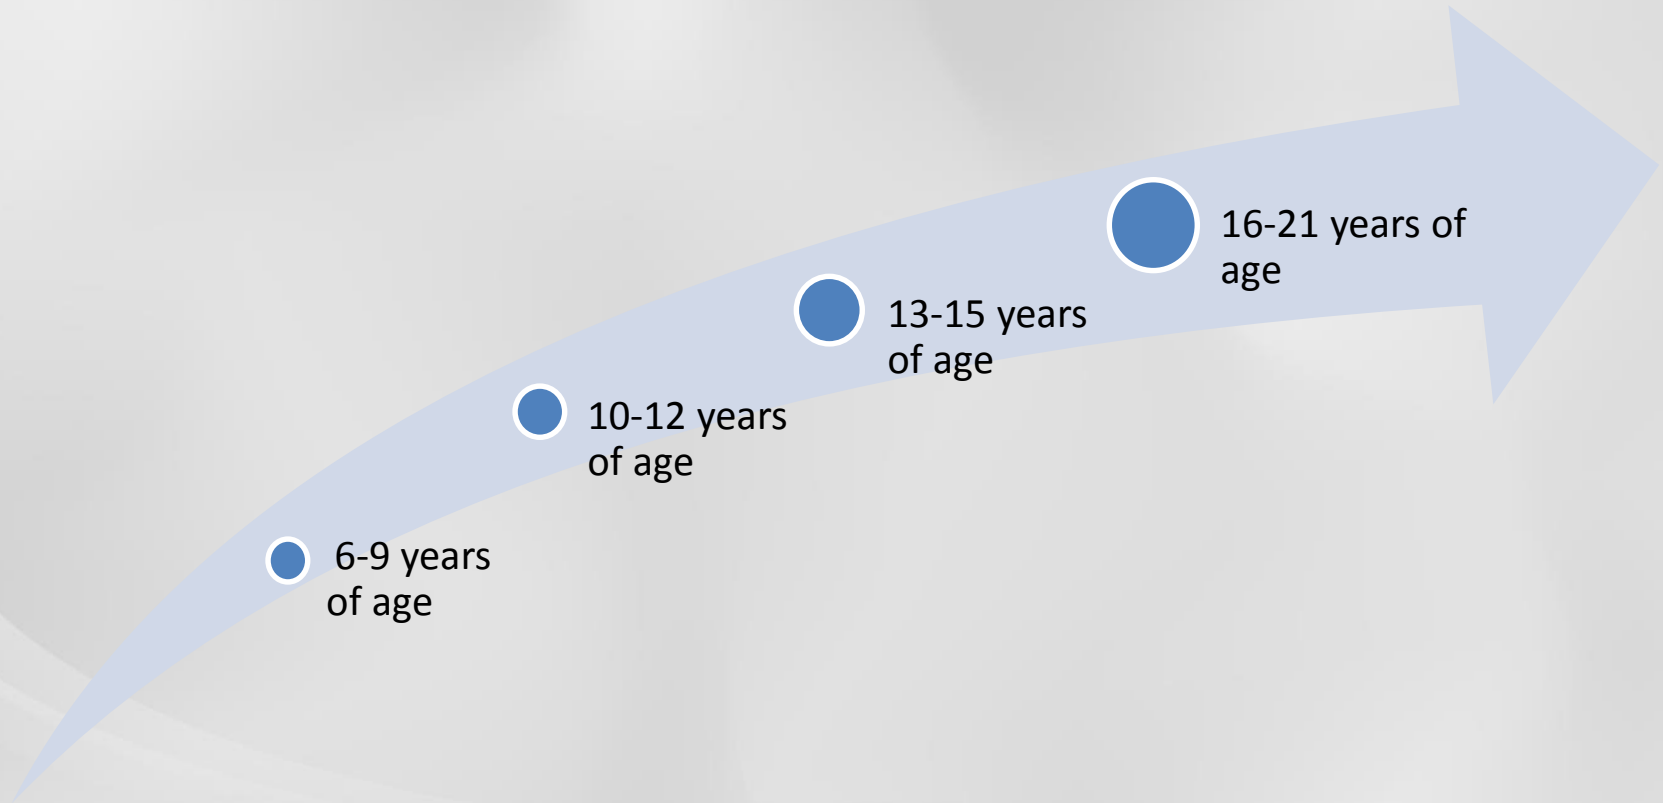 6-9 years
of age
10-12 years
of age
13-15 years
of age
16-21 years of
age